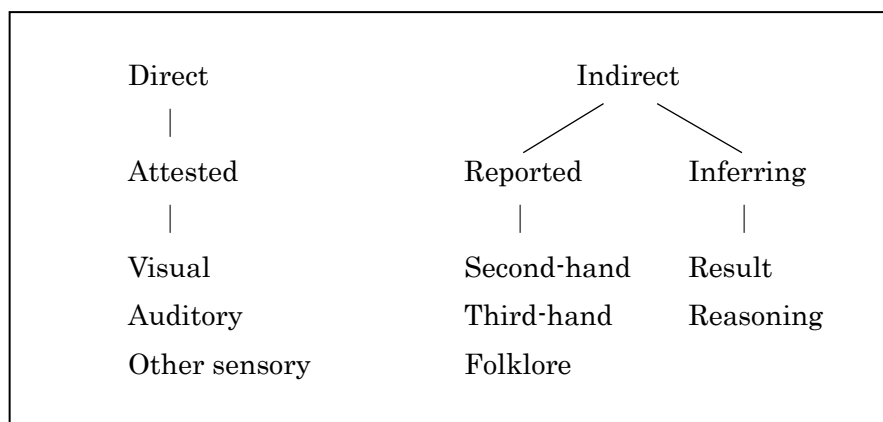 Direct Indirect
Attested Reported Inferring
Visual Second-hand Result
Auditory Third-hand Reasoning
Other sensory Folklore